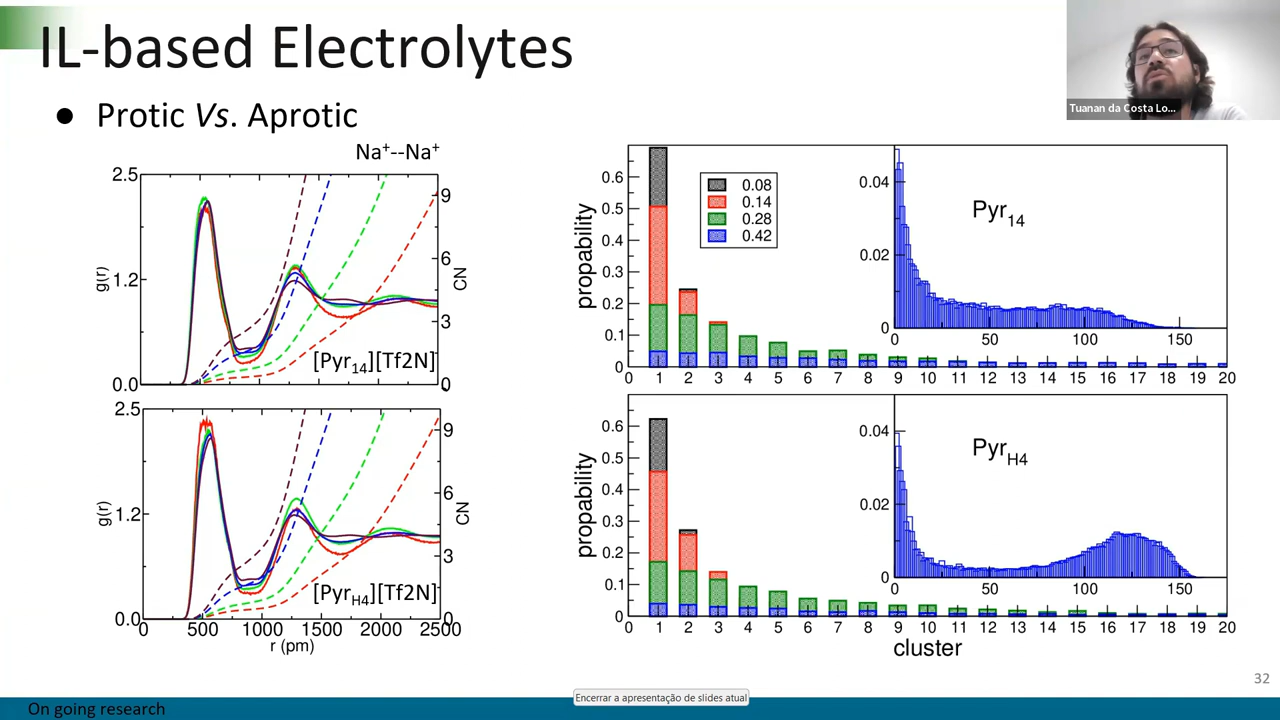 IL-based Electrolytes
● Protic Vs. Aprotic
Tuanan da Costa Lo...
Na⁺--Na⁺
2.5
1.2
0.0
g(r)
9
6
3
0
CN
[Pyr₁₄][Tf2N]
2.5
1.2
0.0
g(r)
9
6
3
0
CN
[Pyr_H4][Tf2N]
0 500 1000 1500 2000 2500
r (pm)
propability
0.6
0.5
0.4
0.3
0.2
0.1
0
0.08
0.14
0.28
0.42
0.04
0.02
0
Pyr₁₄
0 50 100 150
0 1 2 3 4 5 6 7 8 9 10 11 12 13 14 15 16 17 18 19 20
propability
0.6
0.5
0.4
0.3
0.2
0.1
0
0.04
0.02
0
Pyr_H4
0 50 100 150
0 1 2 3 4 5 6 7 8 9 10 11 12 13 14 15 16 17 18 19 20
cluster
32
Encerrar a apresentação de slides atual
On going research